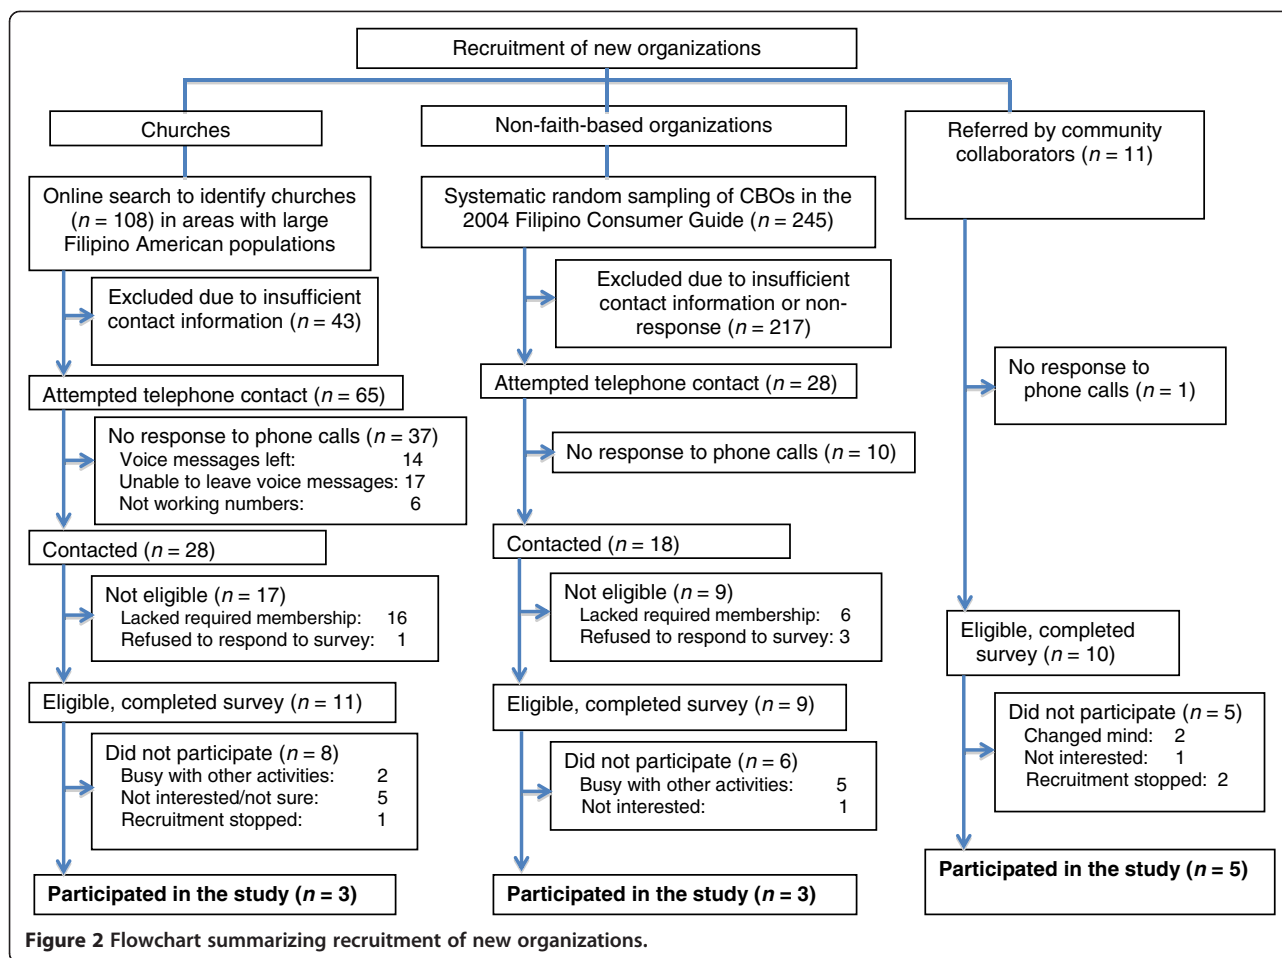 Recruitment of new organizations
Churches
Non-faith-based organizations
Referred by community
collaborators (n = 11)
Online search to identify churches
(n = 108) in areas with large
Filipino American populations
Systematic random sampling of CBOs in the
2004 Filipino Consumer Guide (n = 245)
Excluded due to insufficient
contact information (n = 43)
Excluded due to insufficient
contact information or non-
response (n = 217)
No response to
phone calls (n = 1)
Attempted telephone contact (n = 65)
Attempted telephone contact (n = 28)
No response to phone calls (n = 37)
Voice messages left: 14
Unable to leave voice messages: 17
Not working numbers: 6
No response to phone calls (n = 10)
Contacted (n = 28)
Contacted (n = 18)
Not eligible (n = 17)
Lacked required membership: 16
Refused to respond to survey: 1
Not eligible (n = 9)
Lacked required membership: 6
Refused to respond to survey: 3
Eligible, completed
survey (n = 10)
Eligible, completed survey (n = 11)
Eligible, completed survey (n = 9)
Did not participate (n = 8)
Busy with other activities: 2
Not interested/not sure: 5
Recruitment stopped: 1
Did not participate (n = 6)
Busy with other activities: 5
Not interested: 1
Did not participate (n = 5)
Changed mind: 2
Not interested: 1
Recruitment stopped: 2
Participated in the study (n = 3)
Participated in the study (n = 3)
Participated in the study (n = 5)
Figure 2 Flowchart summarizing recruitment of new organizations.